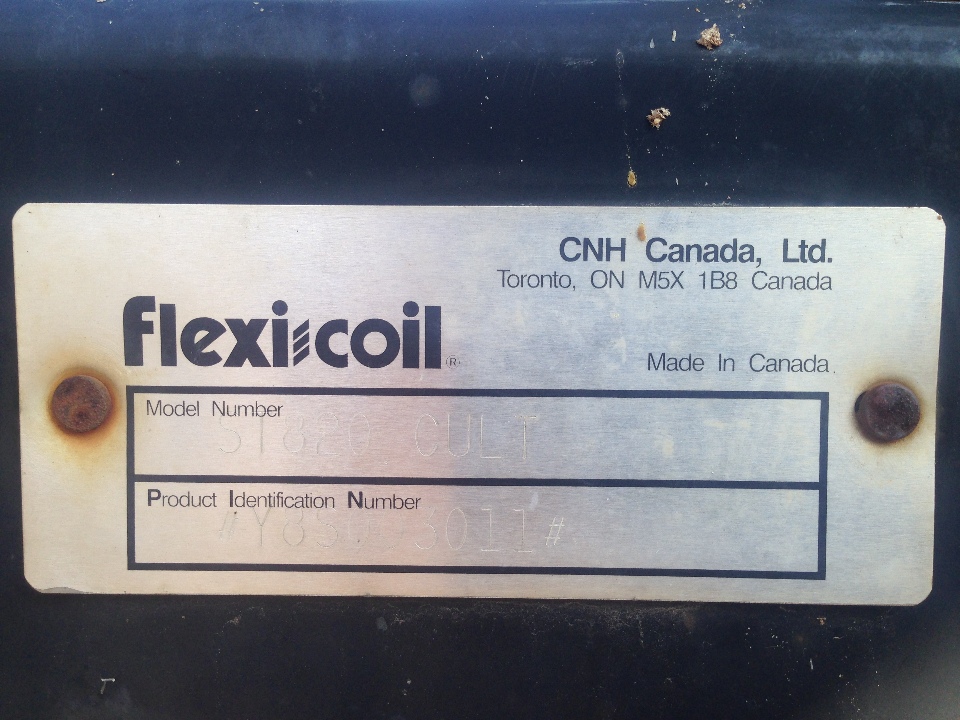 CNH Canada, Ltd.
Toronto, ON M5X 1B8 Canada
flexi-coil ®
Made In Canada
Model Number
ST820 CULT
Product Identification Number